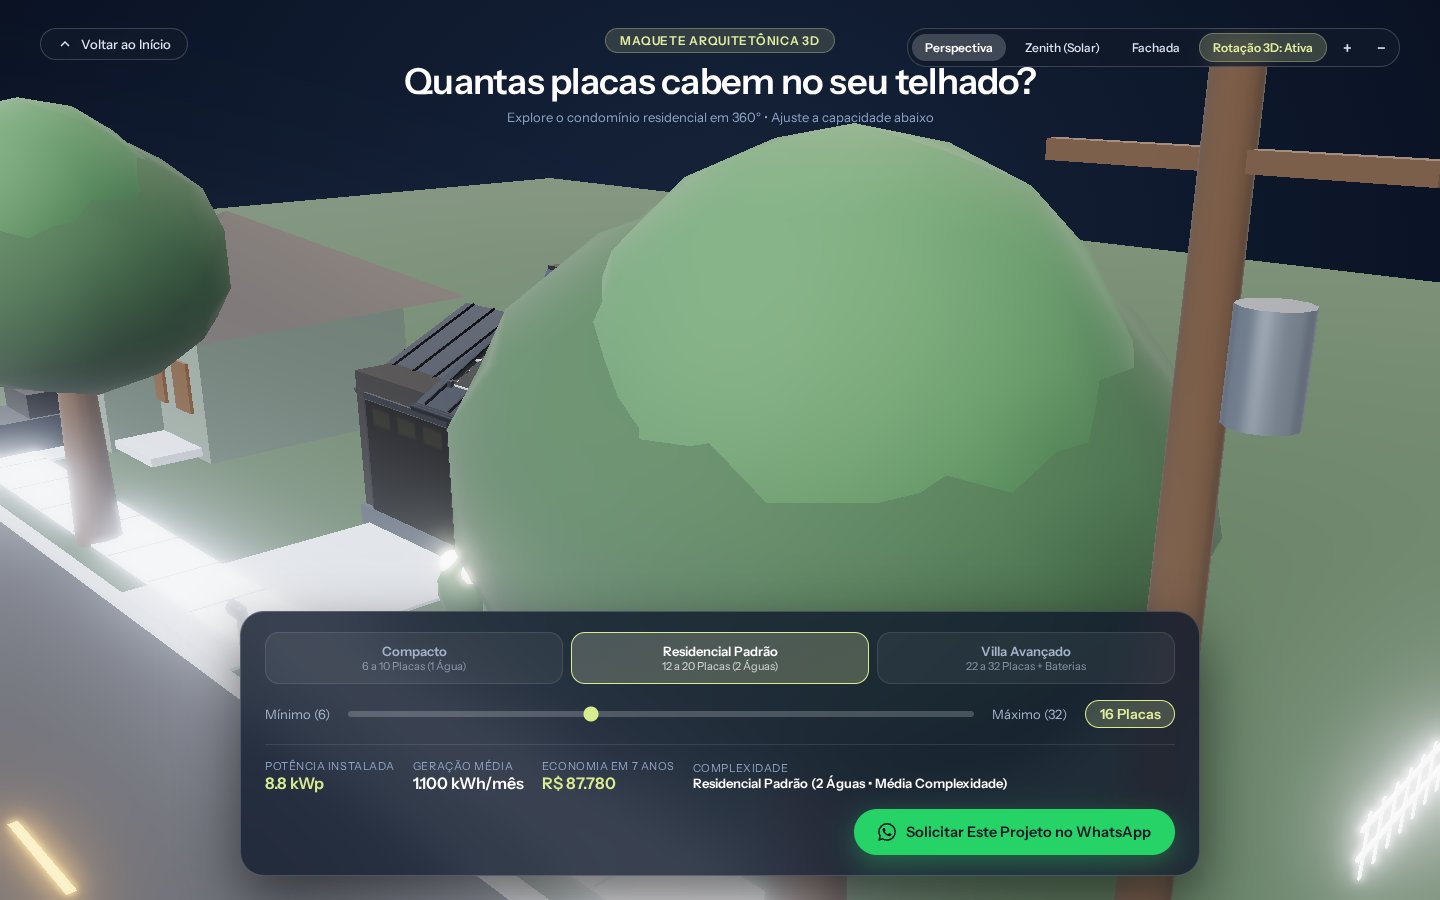 Voltar ao Início
MAQUETE ARQUITETÔNICA 3D
Perspectiva
Zenith (Solar)
Fachada
Rotação 3D: Ativa
+
−
Quantas placas cabem no seu telhado?
Explore o condomínio residencial em 360° • Ajuste a capacidade abaixo
Compacto
6 a 10 Placas (1 Água)
Residencial Padrão
12 a 20 Placas (2 Águas)
Villa Avançado
22 a 32 Placas + Baterias
Mínimo (6)
Máximo (32)
16 Placas
POTÊNCIA INSTALADA
8.8 kWp
GERAÇÃO MÉDIA
1.100 kWh/mês
ECONOMIA EM 7 ANOS
R$ 87.780
COMPLEXIDADE
Residencial Padrão (2 Águas • Média Complexidade)
Solicitar Este Projeto no WhatsApp